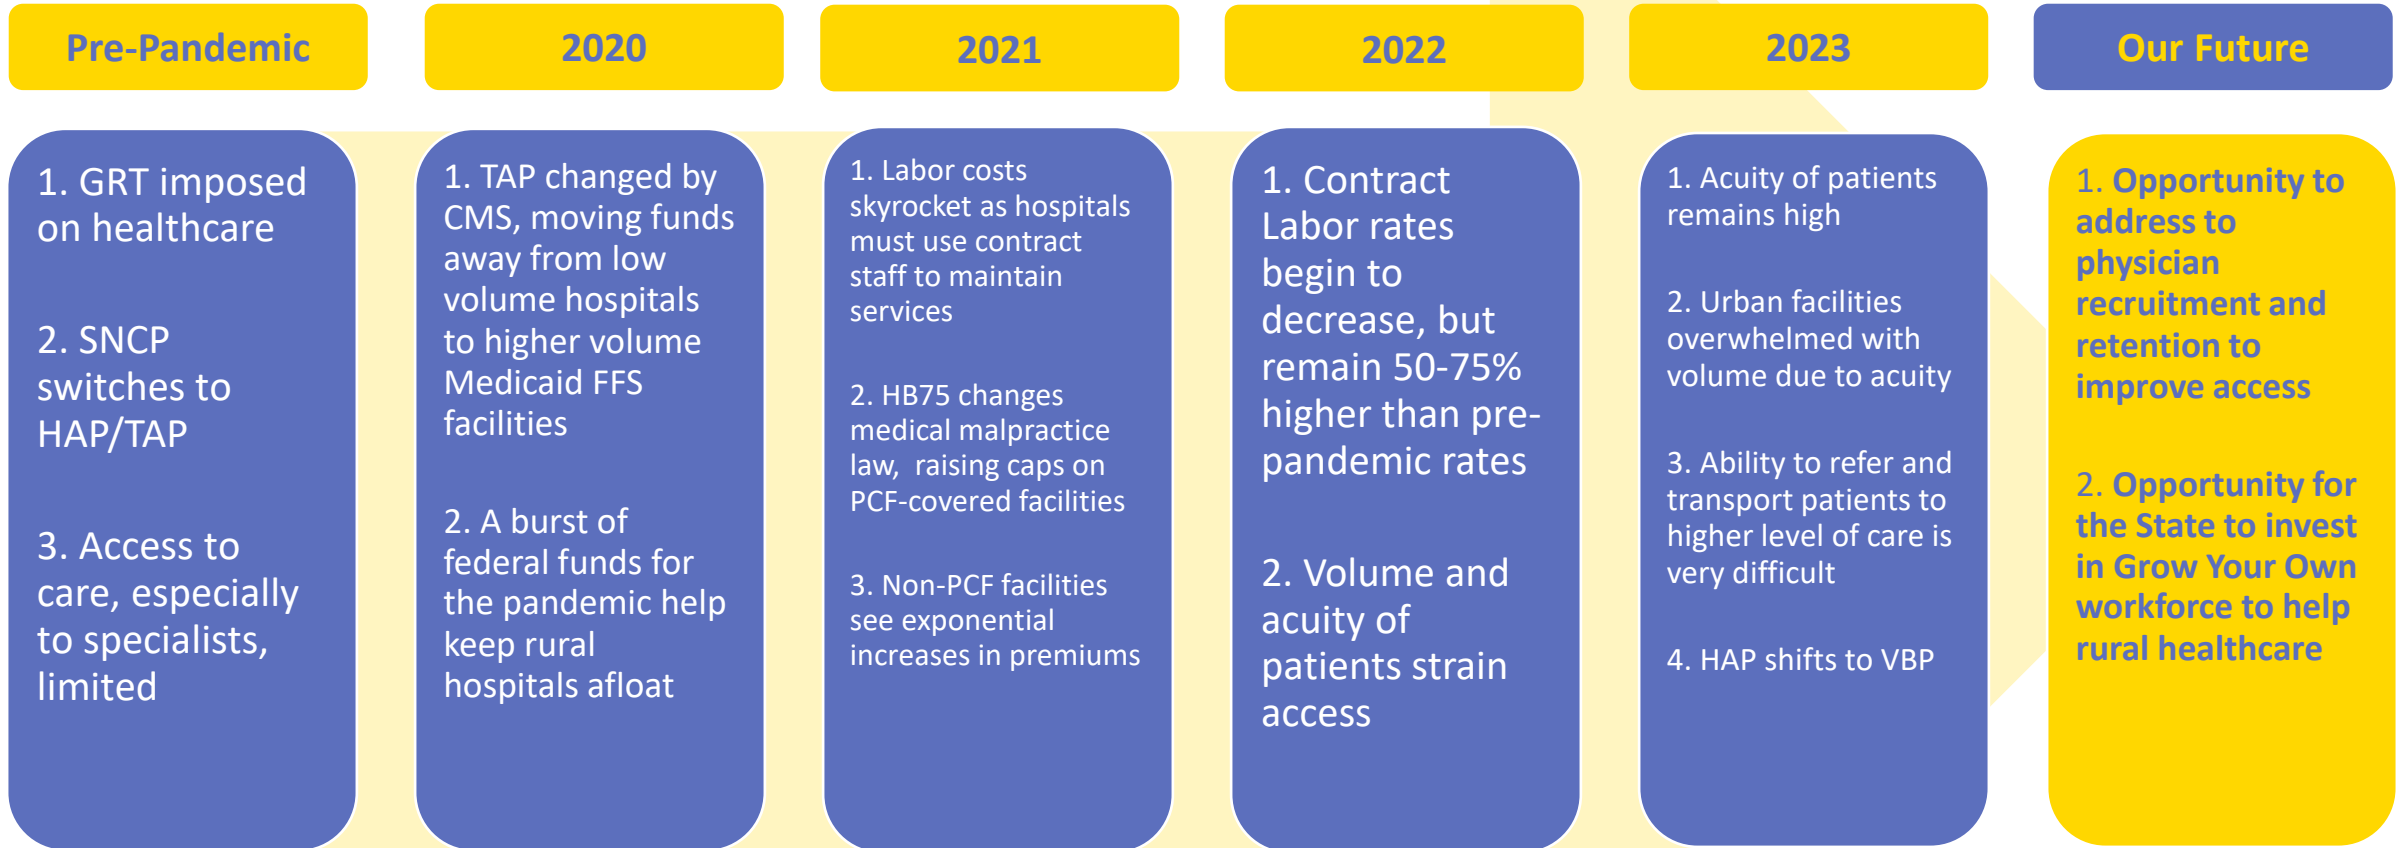 Pre-Pandemic
1. GRT imposed
on healthcare
2. SNCP
switches to
HAP/TAP
3. Access to
care, especially
to specialists,
limited
2020
1. TAP changed by
CMS, moving funds
away from low
volume hospitals
to higher volume
Medicaid FFS
facilities
2. A burst of
federal funds for
the pandemic help
keep rural
hospitals afloat
2021
1. Labor costs
skyrocket as hospitals
must use contract
staff to maintain
services
2. HB75 changes
medical malpractice
law, raising caps on
PCF-covered facilities
3. Non-PCF facilities
see exponential
increases in premiums
2022
1. Contract
Labor rates
begin to
decrease, but
remain 50-75%
higher than pre-
pandemic rates
2. Volume and
acuity of
patients strain
access
2023
1. Acuity of patients
remains high
2. Urban facilities
overwhelmed with
volume due to acuity
3. Ability to refer and
transport patients to
higher level of care is
very difficult
4. HAP shifts to VBP
Our Future
1. Opportunity to
address to
physician
recruitment and
retention to
improve access
2. Opportunity for
the State to invest
in Grow Your Own
workforce to help
rural healthcare